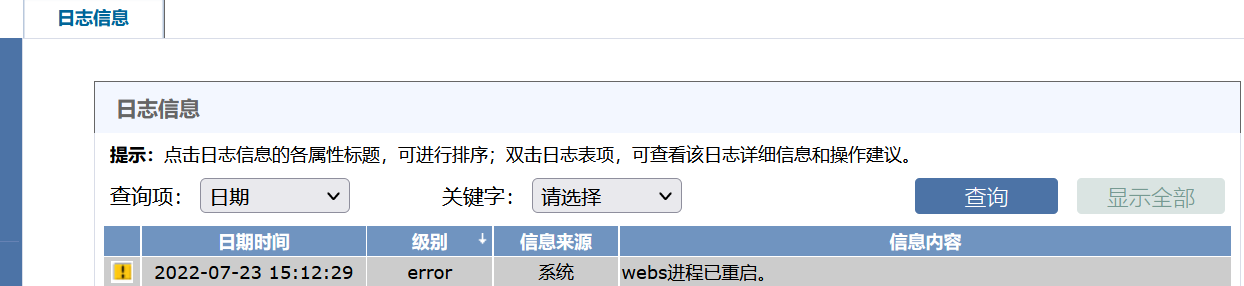 日志信息
日志信息
提示：点击日志信息的各属性标题，可进行排序；双击日志表项，可查看该日志详细信息和操作建议。
查询项： 日期 关键字： 请选择 查询 显示全部
日期时间 级别 信息来源 信息内容
2022-07-23 15:12:29 error 系统 webs进程已重启。